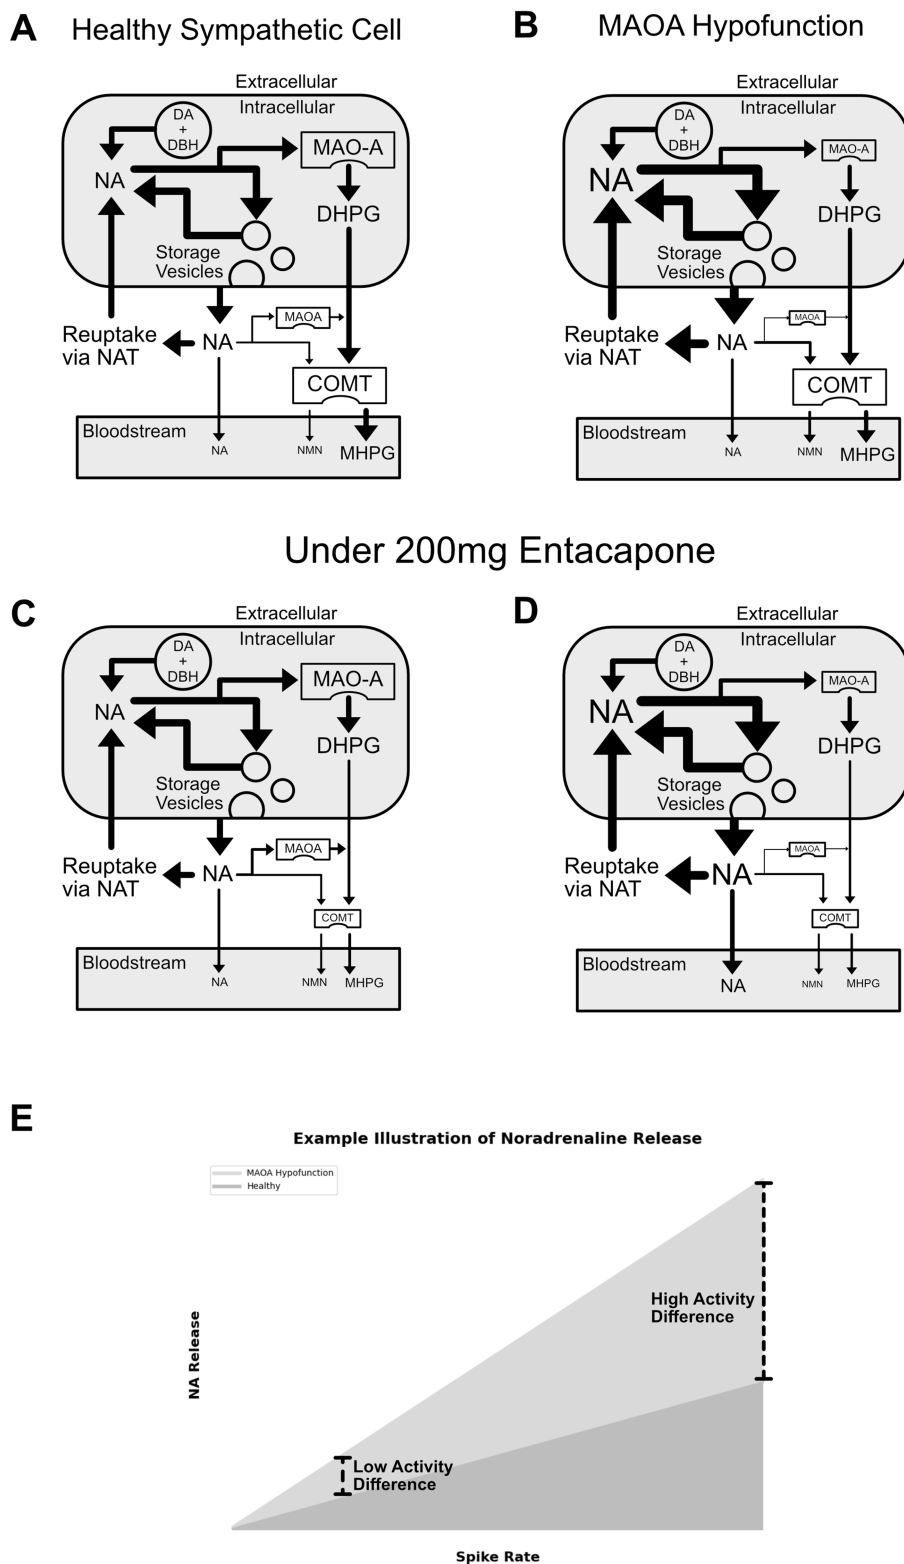 A Healthy Sympathetic Cell
Extracellular
Intracellular
DA
+
DBH
MAO-A
NA
DHPG
Storage
Vesicles
MAOA
Reuptake
via NAT
NA
COMT
Bloodstream
NA
NMN
MHPG
B MAOA Hypofunction
Extracellular
Intracellular
DA
+
DBH
MAO-A
NA
DHPG
Storage
Vesicles
MAOA
Reuptake
via NAT
NA
COMT
Bloodstream
NA
NMN
MHPG
Under 200mg Entacapone
C
Extracellular
Intracellular
DA
+
DBH
MAO-A
NA
DHPG
Storage
Vesicles
MAOA
Reuptake
via NAT
NA
COMT
Bloodstream
NA
NMN
MHPG
D
Extracellular
Intracellular
DA
+
DBH
MAO-A
NA
DHPG
Storage
Vesicles
MAOA
Reuptake
via NAT
NA
COMT
Bloodstream
NA
NMN
MHPG
E
Example Illustration of Noradrenaline Release
MAOA Hypofunction
Healthy
High Activity
Difference
NA Release
Low Activity
Difference
Spike Rate